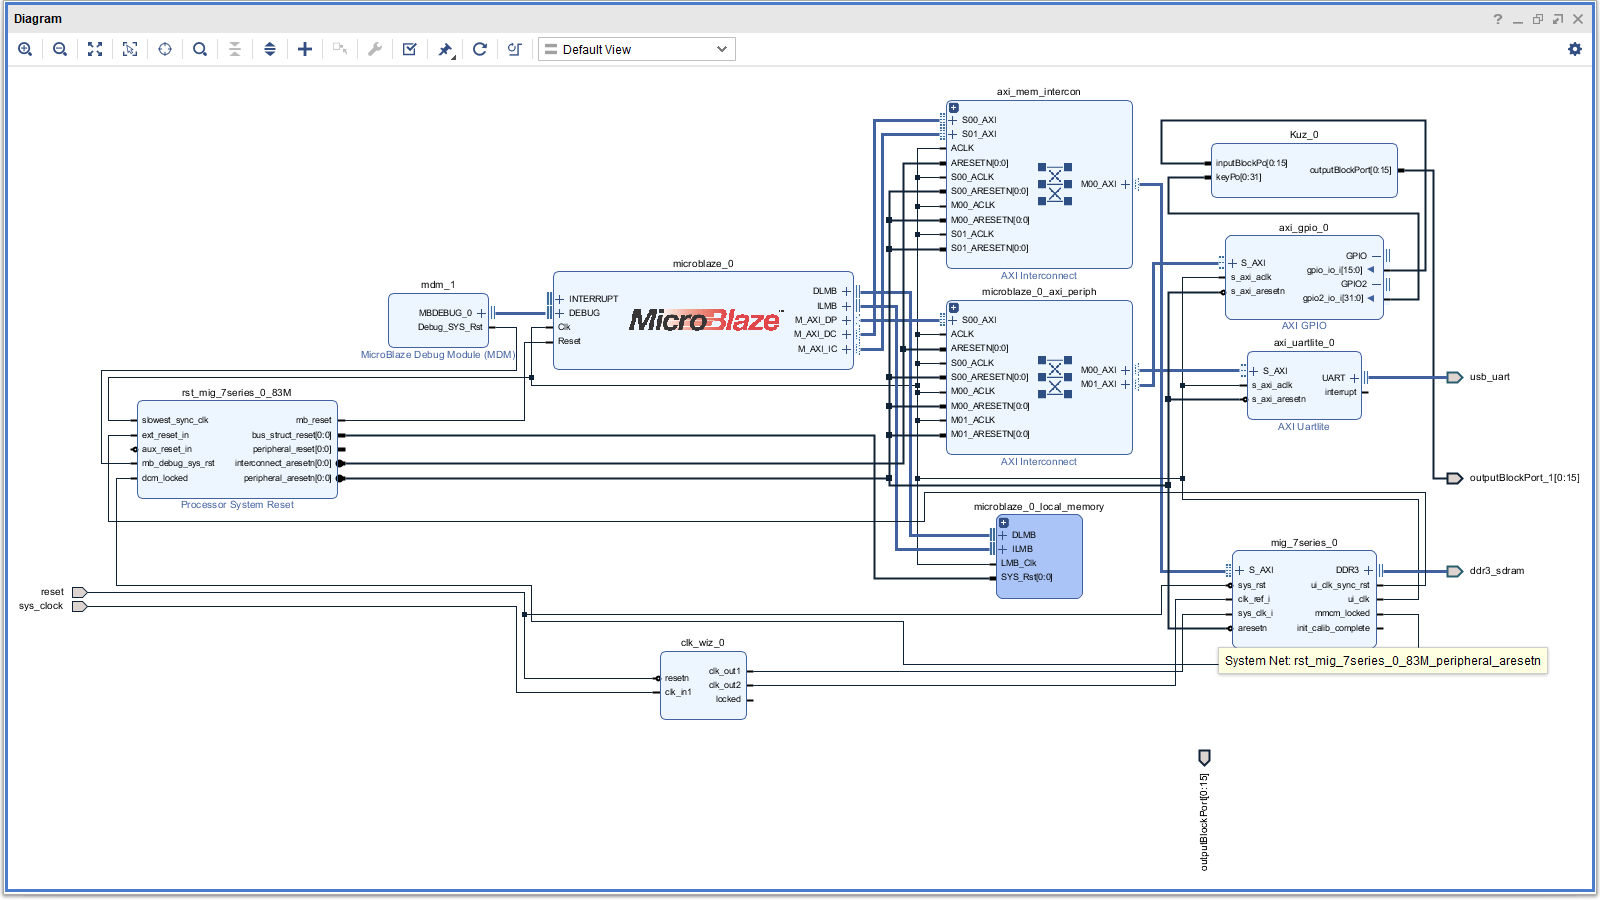 Diagram
Default View
axi_mem_intercon
S00_AXI
S01_AXI
ACLK
ARESETN[0:0]
S00_ACLK
S00_ARESETN[0:0]
M00_ACLK
M00_ARESETN[0:0]
S01_ACLK
S01_ARESETN[0:0]
M00_AXI
AXI Interconnect
Kuz_0
inputBlockPo[0:15]
keyPo[0:31]
outputBlockPort[0:15]
axi_gpio_0
S_AXI
s_axi_aclk
s_axi_aresetn
GPIO
gpio_io_i[15:0]
GPIO2
gpio2_io_i[31:0]
AXI GPIO
microblaze_0
INTERRUPT
DEBUG
Clk
Reset
MicroBlaze
DLMB
ILMB
M_AXI_DP
M_AXI_DC
M_AXI_IC
mdm_1
MBDEBUG_0
Debug_SYS_Rst
MicroBlaze Debug Module (MDM)
microblaze_0_axi_periph
S00_AXI
ACLK
ARESETN[0:0]
S00_ACLK
S00_ARESETN[0:0]
M00_ACLK
M00_ARESETN[0:0]
M01_ACLK
M01_ARESETN[0:0]
M00_AXI
M01_AXI
AXI Interconnect
axi_uartlite_0
S_AXI
s_axi_aclk
s_axi_aresetn
UART
interrupt
AXI Uartlite
usb_uart
rst_mig_7series_0_83M
slowest_sync_clk
ext_reset_in
aux_reset_in
mb_debug_sys_rst
dcm_locked
mb_reset
bus_struct_reset[0:0]
peripheral_reset[0:0]
interconnect_aresetn[0:0]
peripheral_aresetn[0:0]
Processor System Reset
outputBlockPort_1[0:15]
microblaze_0_local_memory
DLMB
ILMB
LMB_Clk
SYS_Rst[0:0]
mig_7series_0
S_AXI
sys_rst
clk_ref_i
sys_clk_i
aresetn
DDR3
ui_clk_sync_rst
ui_clk
mmcm_locked
init_calib_complete
ddr3_sdram
reset
sys_clock
clk_wiz_0
resetn
clk_in1
clk_out1
clk_out2
locked
System Net: rst_mig_7series_0_83M_peripheral_aresetn
outputBlockPort[0:15]